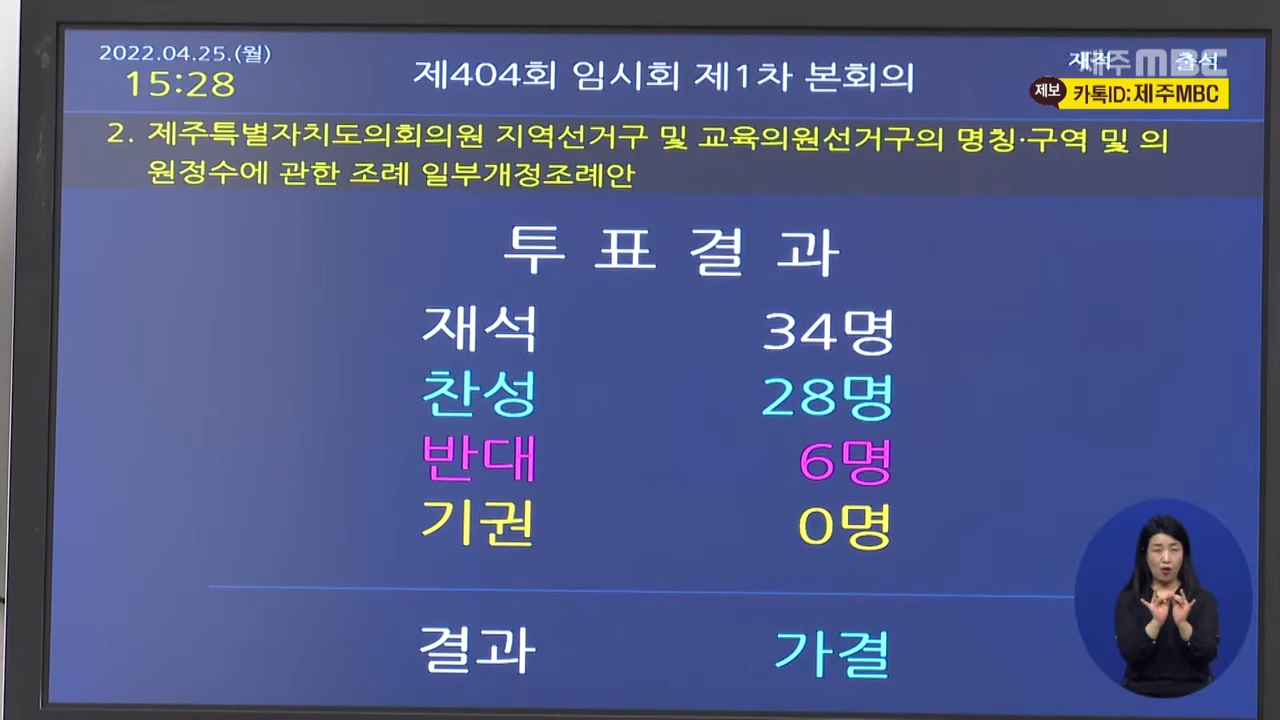 2022.04.25.(월)
15:28
제404회 임시회 제1차 본회의
재적 출석
제주MBC
제보 카톡ID:제주MBC
2. 제주특별자치도의회의원 지역선거구 및 교육의원선거구의 명칭·구역 및 의
원정수에 관한 조례 일부개정조례안
투표결과
재석 34명
찬성 28명
반대 6명
기권 0명
결과 가결